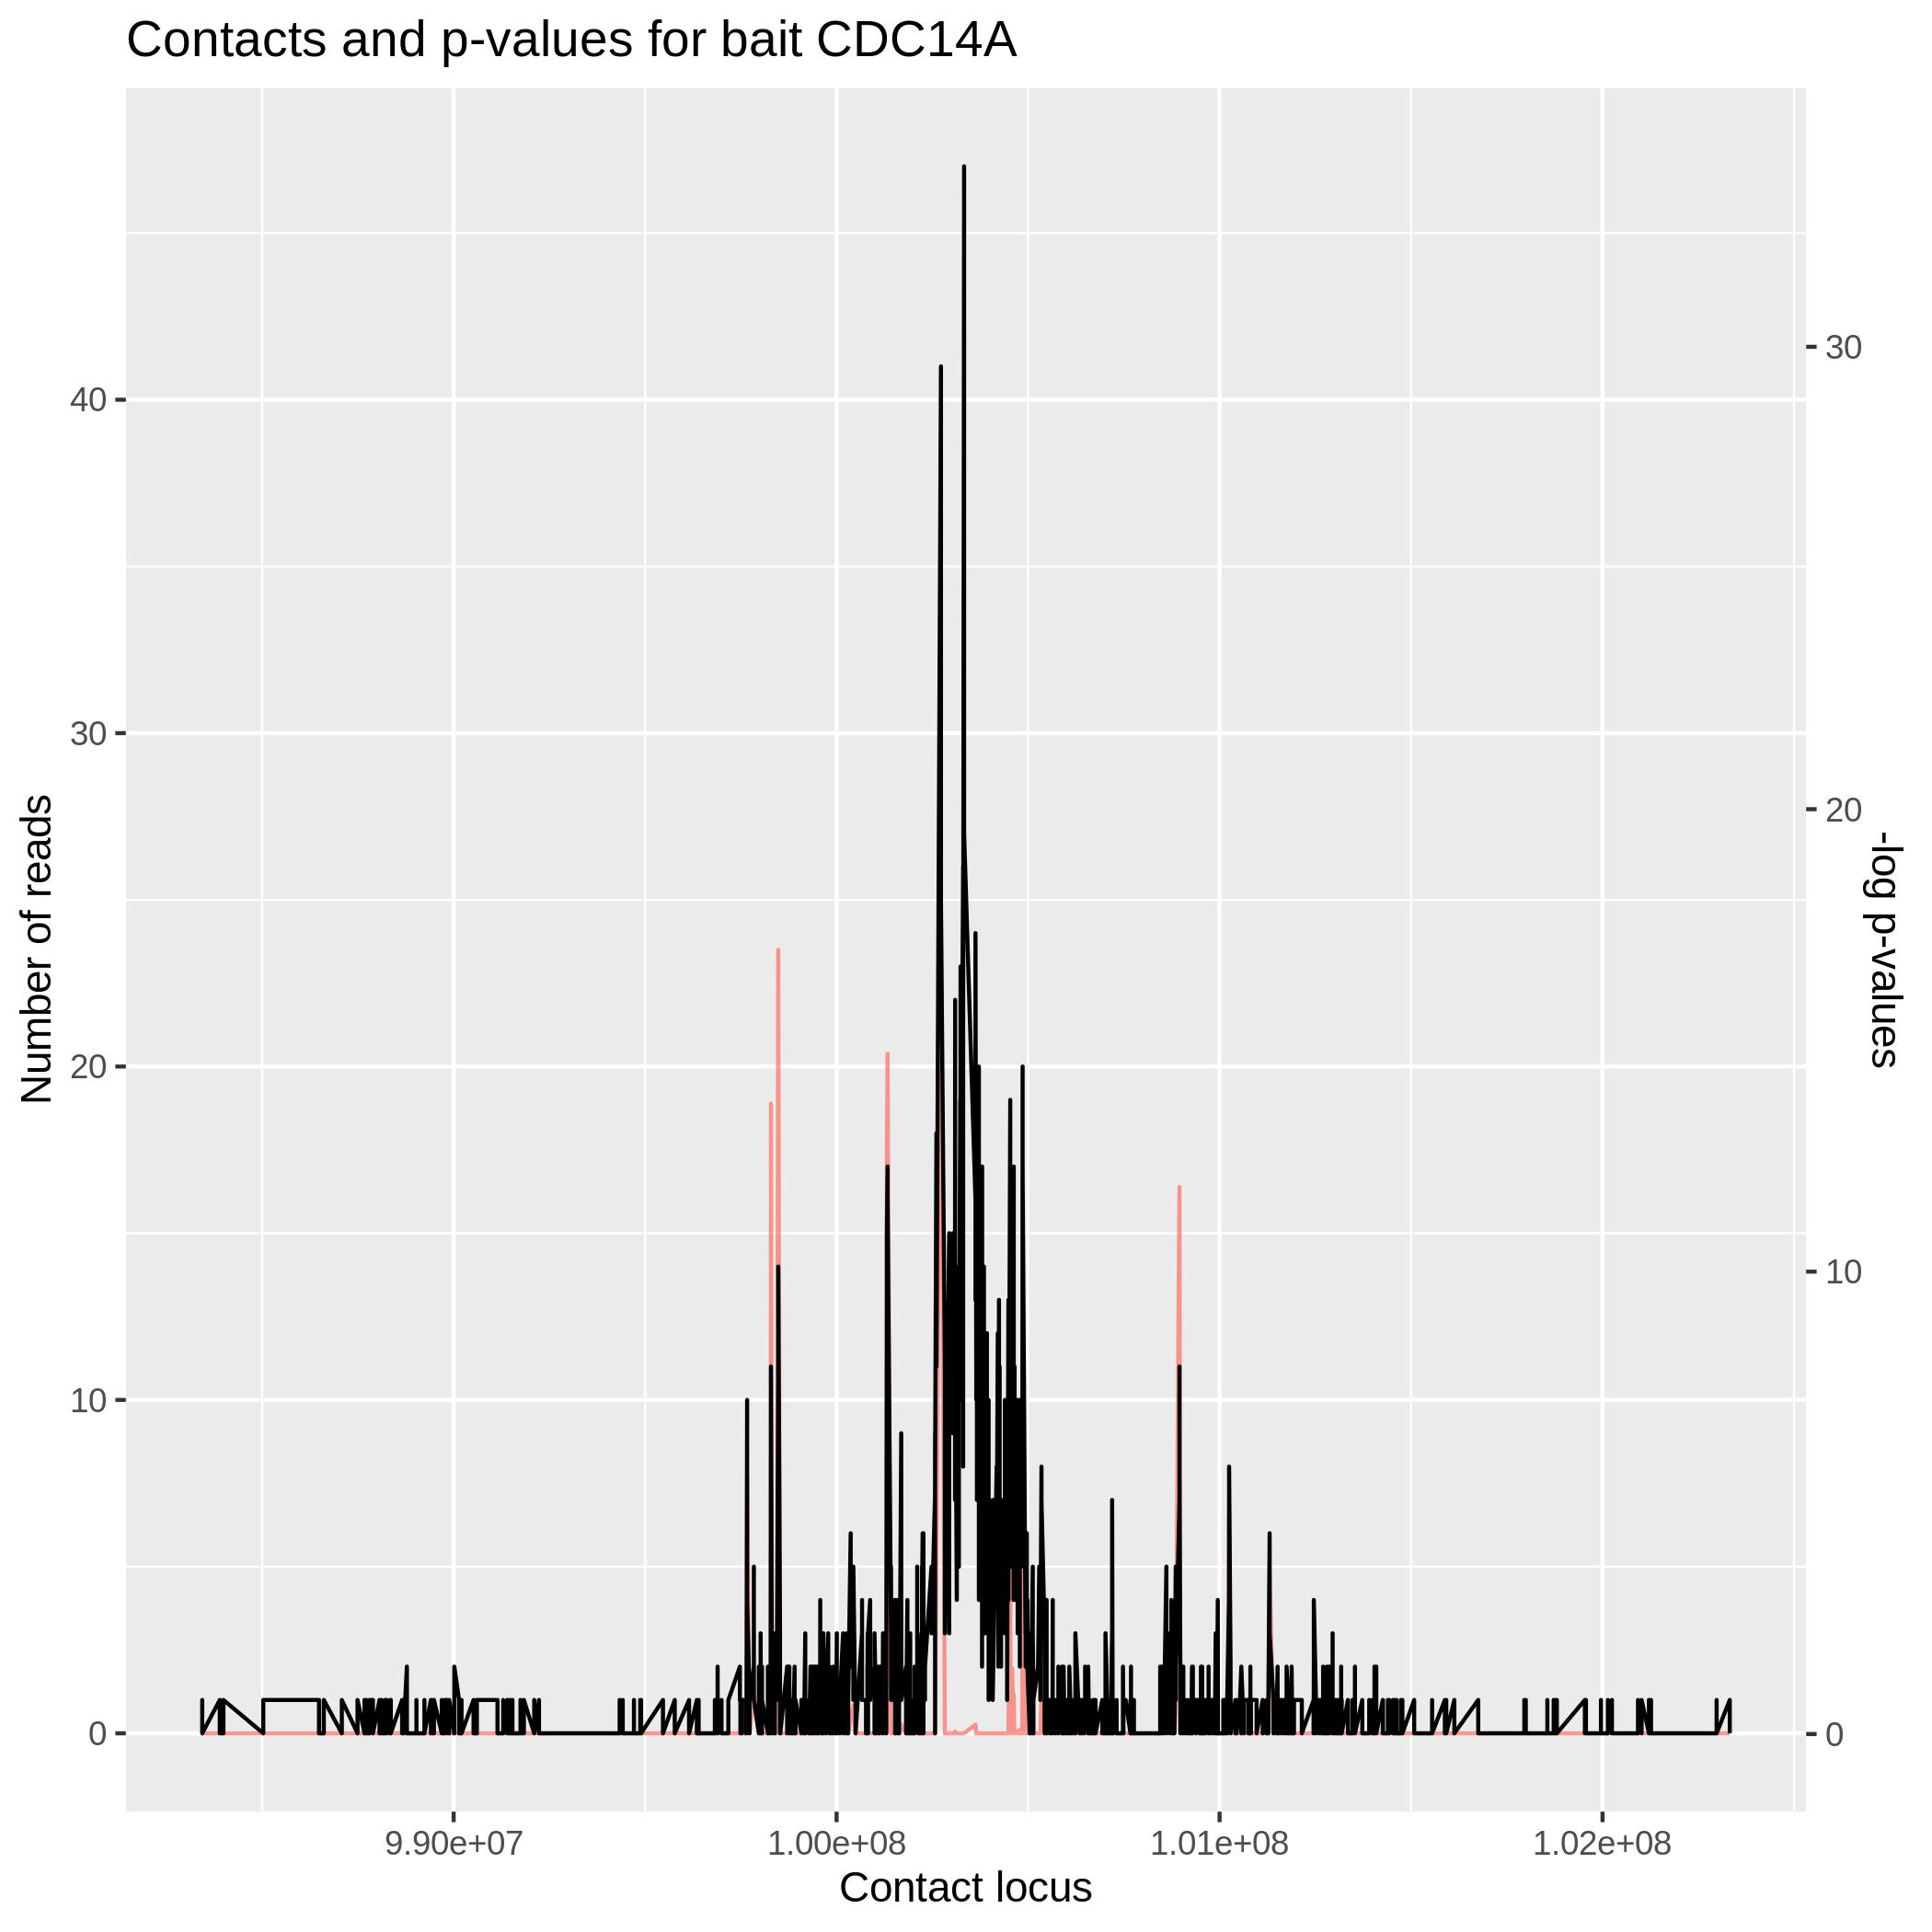 Contacts and p-values for bait CDC14A
Number of reads
40
30
20
10
0
30
20
10
0
-log p-values
9.90e+07
1.00e+08
1.01e+08
1.02e+08
Contact locus